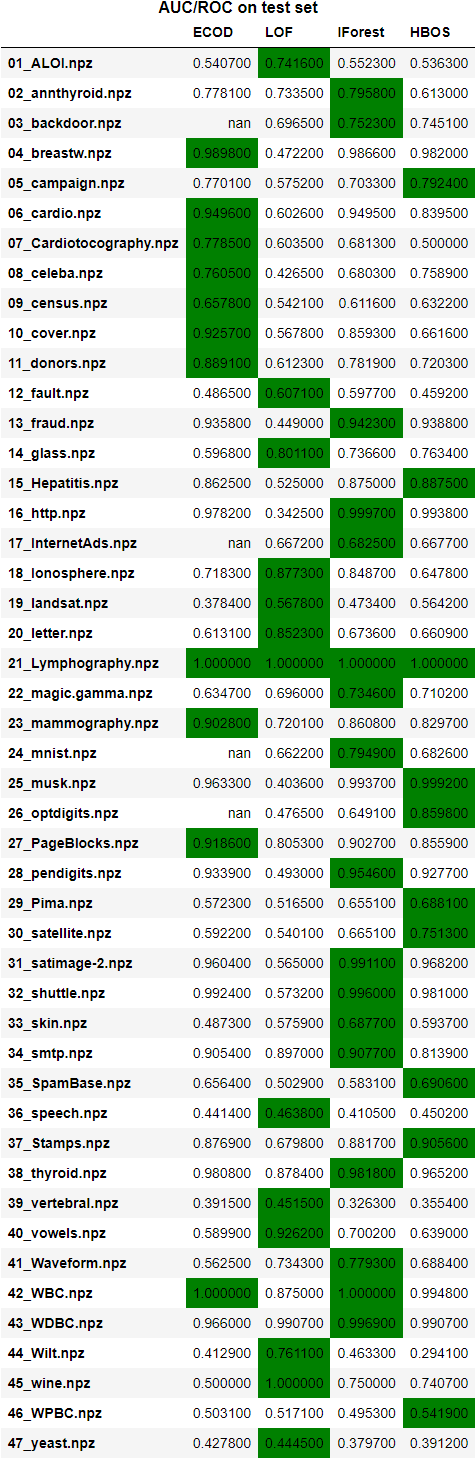 AUC/ROC on test set
ECOD LOF IForest HBOS
01_ALOI.npz 0.540700 0.741600 0.552300 0.536300
02_annthyroid.npz 0.778100 0.733500 0.795800 0.613000
03_backdoor.npz nan 0.696500 0.752300 0.745100
04_breastw.npz 0.989800 0.472200 0.986600 0.982000
05_campaign.npz 0.770100 0.575200 0.703300 0.792400
06_cardio.npz 0.949600 0.602600 0.949500 0.839500
07_Cardiotocography.npz 0.778500 0.603500 0.681300 0.500000
08_celeba.npz 0.760500 0.426500 0.680300 0.758900
09_census.npz 0.657800 0.542100 0.611600 0.632200
10_cover.npz 0.925700 0.567800 0.859300 0.661600
11_donors.npz 0.889100 0.612300 0.781900 0.720300
12_fault.npz 0.486500 0.607100 0.597700 0.459200
13_fraud.npz 0.935800 0.449000 0.942300 0.938800
14_glass.npz 0.596800 0.801100 0.736600 0.763400
15_Hepatitis.npz 0.862500 0.525000 0.875000 0.887500
16_http.npz 0.978200 0.342500 0.999700 0.993800
17_InternetAds.npz nan 0.667200 0.682500 0.667700
18_Ionosphere.npz 0.718300 0.877300 0.848700 0.647800
19_landsat.npz 0.378400 0.567800 0.473400 0.564200
20_letter.npz 0.613100 0.852300 0.673600 0.660900
21_Lymphography.npz 1.000000 1.000000 1.000000 1.000000
22_magic.gamma.npz 0.634700 0.696000 0.734600 0.710200
23_mammography.npz 0.902800 0.720100 0.860800 0.829700
24_mnist.npz nan 0.662200 0.794900 0.682600
25_musk.npz 0.963300 0.403600 0.993700 0.999200
26_optdigits.npz nan 0.476500 0.649100 0.859800
27_PageBlocks.npz 0.918600 0.805300 0.902700 0.855900
28_pendigits.npz 0.933900 0.493000 0.954600 0.927700
29_Pima.npz 0.572300 0.516500 0.655100 0.688100
30_satellite.npz 0.592200 0.540100 0.665100 0.751300
31_satimage-2.npz 0.960400 0.565000 0.991100 0.968200
32_shuttle.npz 0.992400 0.573200 0.996000 0.981000
33_skin.npz 0.487300 0.575900 0.687700 0.593700
34_smtp.npz 0.905400 0.897000 0.907700 0.813900
35_SpamBase.npz 0.656400 0.502900 0.583100 0.690600
36_speech.npz 0.441400 0.463800 0.410500 0.450200
37_Stamps.npz 0.876900 0.679800 0.881700 0.905600
38_thyroid.npz 0.980800 0.878400 0.981800 0.965200
39_vertebral.npz 0.391500 0.451500 0.326300 0.355400
40_vowels.npz 0.589900 0.926200 0.700200 0.639000
41_Waveform.npz 0.562500 0.734300 0.779300 0.688400
42_WBC.npz 1.000000 0.875000 1.000000 0.994800
43_WDBC.npz 0.966000 0.990700 0.996900 0.990700
44_Wilt.npz 0.412900 0.761100 0.463300 0.294100
45_wine.npz 0.500000 1.000000 0.750000 0.740700
46_WPBC.npz 0.503100 0.517100 0.495300 0.541900
47_yeast.npz 0.427800 0.444500 0.379700 0.391200